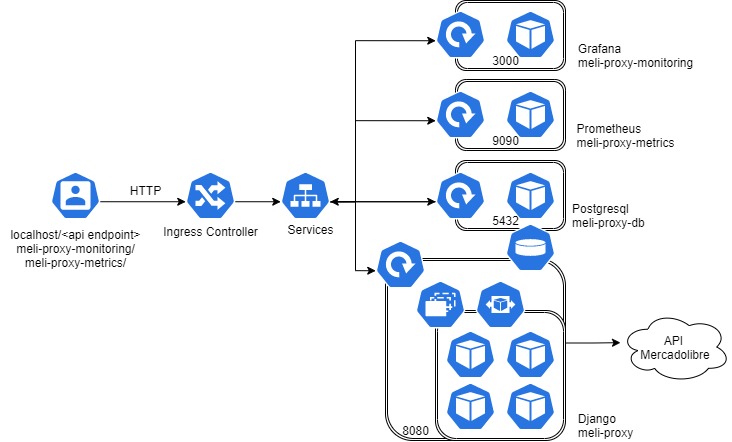 3000
Grafana
meli-proxy-monitoring
9090
Prometheus
meli-proxy-metrics
HTTP
localhost/<api endpoint>
meli-proxy-monitoring/
meli-proxy-metrics/
Ingress Controller
Services
5432
Postgresql
meli-proxy-db
API
Mercadolibre
8080
Django
meli-proxy